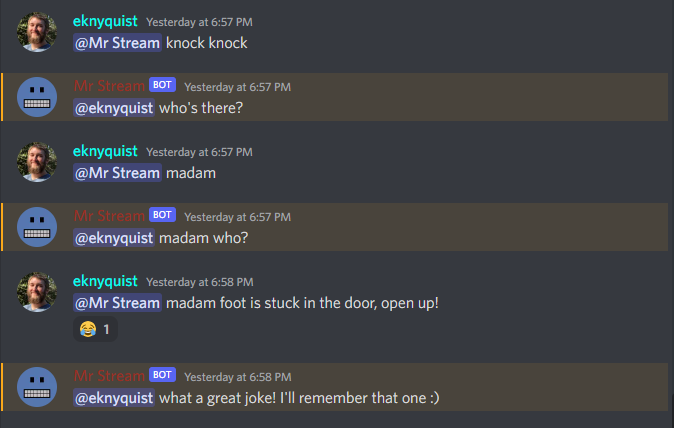 eknyquist Yesterday at 6:57 PM
@Mr Stream knock knock
Mr Stream BOT Yesterday at 6:57 PM
@eknyquist who's there?
eknyquist Yesterday at 6:57 PM
@Mr Stream madam
Mr Stream BOT Yesterday at 6:57 PM
@eknyquist madam who?
eknyquist Yesterday at 6:58 PM
@Mr Stream madam foot is stuck in the door, open up!
😂 1
Mr Stream BOT Yesterday at 6:58 PM
@eknyquist what a great joke! I'll remember that one :)